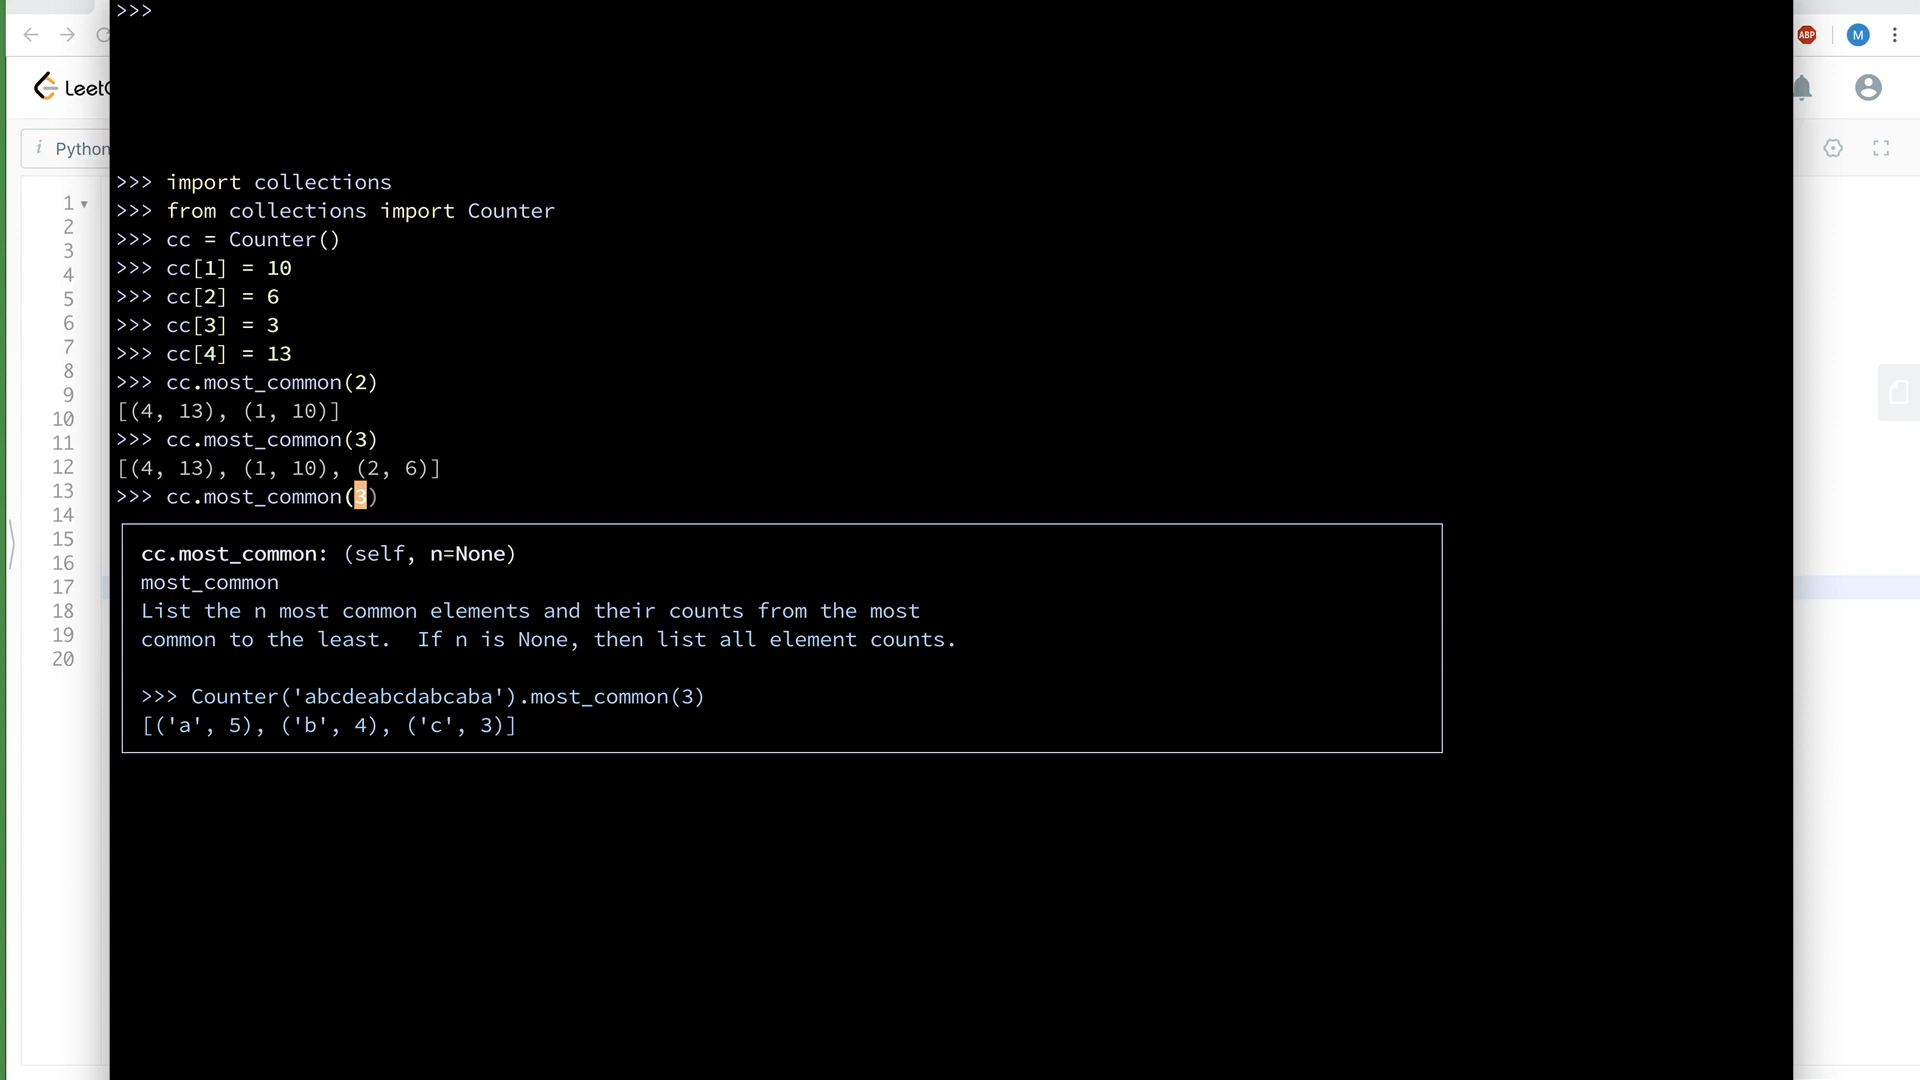 >>>
ABP
M
LeetC
i Python
>>> import collections
>>> from collections import Counter
>>> cc = Counter()
>>> cc[1] = 10
>>> cc[2] = 6
>>> cc[3] = 3
>>> cc[4] = 13
>>> cc.most_common(2)
[(4, 13), (1, 10)]
>>> cc.most_common(3)
[(4, 13), (1, 10), (2, 6)]
>>> cc.most_common(3)
cc.most_common: (self, n=None)
most_common
List the n most common elements and their counts from the most
common to the least.  If n is None, then list all element counts.
>>> Counter('abcdeabcdabcaba').most_common(3)
[('a', 5), ('b', 4), ('c', 3)]
1
2
3
4
5
6
7
8
9
10
11
12
13
14
15
16
17
18
19
20